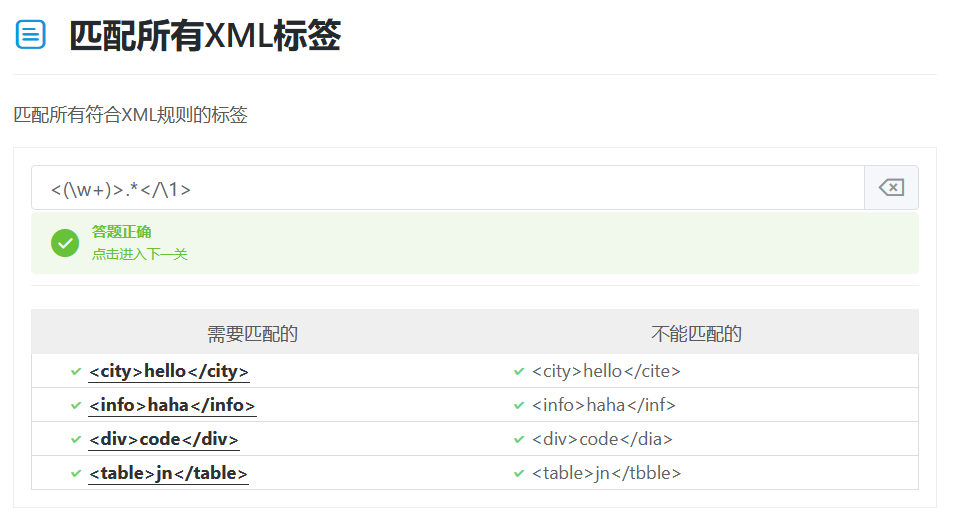 匹配所有XML标签
匹配所有符合XML规则的标签
<(\w+)>.*</\1>
答题正确
点击进入下一关
需要匹配的 不能匹配的
<city>hello</city> <city>hello</cite>
<info>haha</info> <info>haha</inf>
<div>code</div> <div>code</dia>
<table>jn</table> <table>jn</tbble>